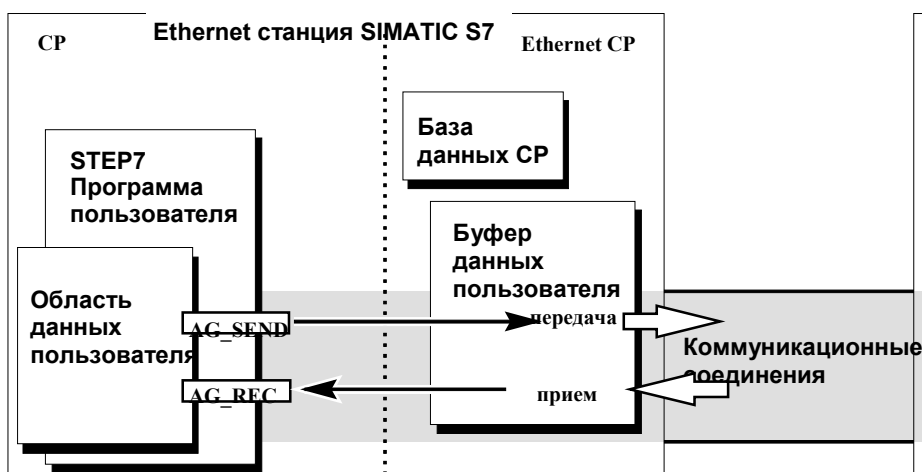 Ethernet станция SIMATIC S7
CP
Ethernet CP
База
данных CP
STEP7
Программа
пользователя
Буфер
данных
пользователя
Область
данных
пользователя
AG_SEND
передача
AG_REC
прием
Коммуникационные
соединения